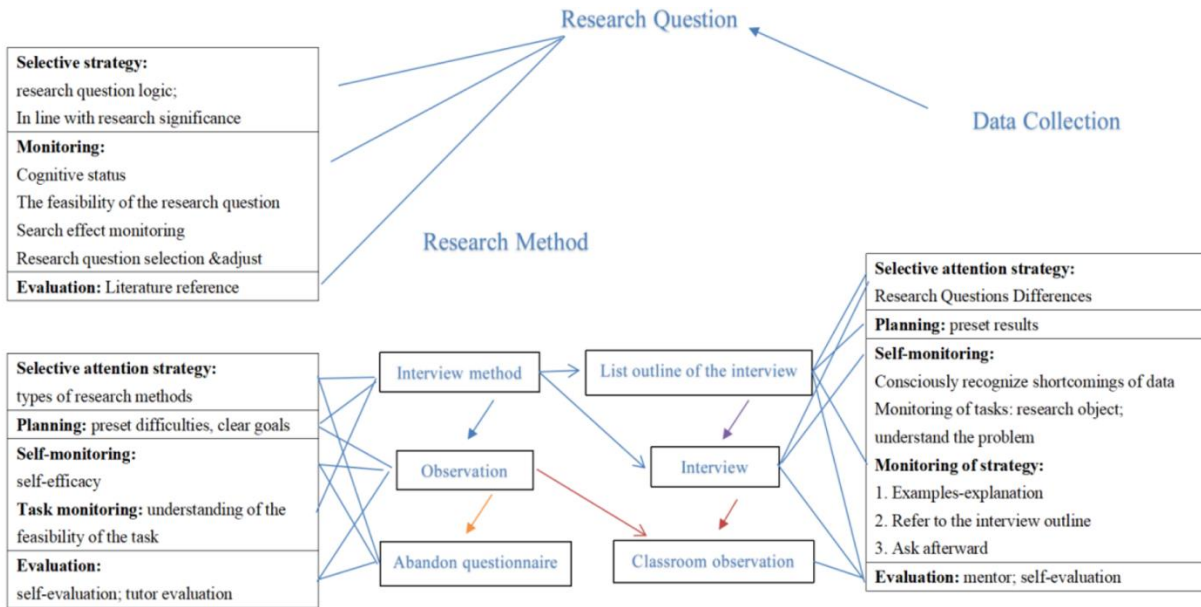 Research Question
Selective strategy:
research question logic;
In line with research significance
Monitoring:
Cognitive status
The feasibility of the research question
Search effect monitoring
Research question selection &adjust
Evaluation: Literature reference
Data Collection
Research Method
Selective attention strategy:
types of research methods
Planning: preset difficulties, clear goals
Self-monitoring:
self-efficacy
Task monitoring: understanding of the
feasibility of the task
Evaluation:
self-evaluation; tutor evaluation
Interview method
Observation
Abandon questionnaire
List outline of the interview
Interview
Classroom observation
Selective attention strategy:
Research Questions Differences
Planning: preset results
Self-monitoring:
Consciously recognize shortcomings of data
Monitoring of tasks: research object;
understand the problem
Monitoring of strategy:
1. Examples-explanation
2. Refer to the interview outline
3. Ask afterward
Evaluation: mentor; self-evaluation